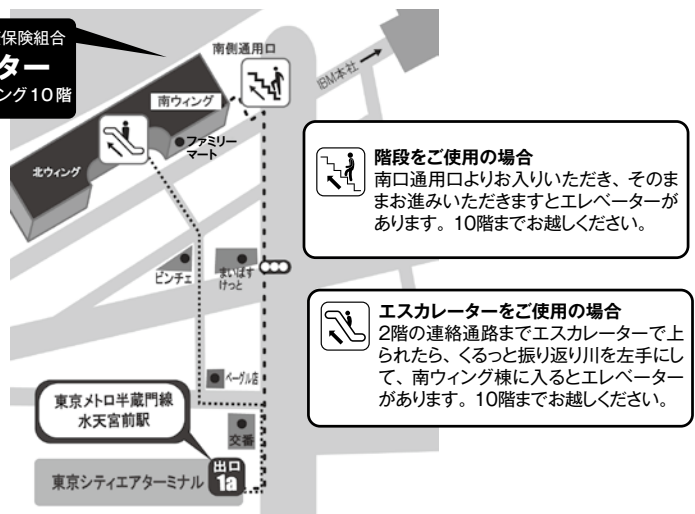 保険組合
ター
ング10階
南側通用口
IBM本社
南ウィング
ファミリー
マート
北ウィング
階段をご使用の場合
南口通用口よりお入りいただき、そのま
まお進みいただきますとエレベーターが
あります。10階までお越しください。
ピンチェ
まいばす
けっと
エスカレーターをご使用の場合
2階の連絡通路までエスカレーターで上
られたら、くるっと振り返り川を左手にし
て、南ウィング棟に入るとエレベーター
があります。10階までお越しください。
ベーグル店
東京メトロ半蔵門線
水天宮前駅
交番
東京シティエアターミナル
出口
1a